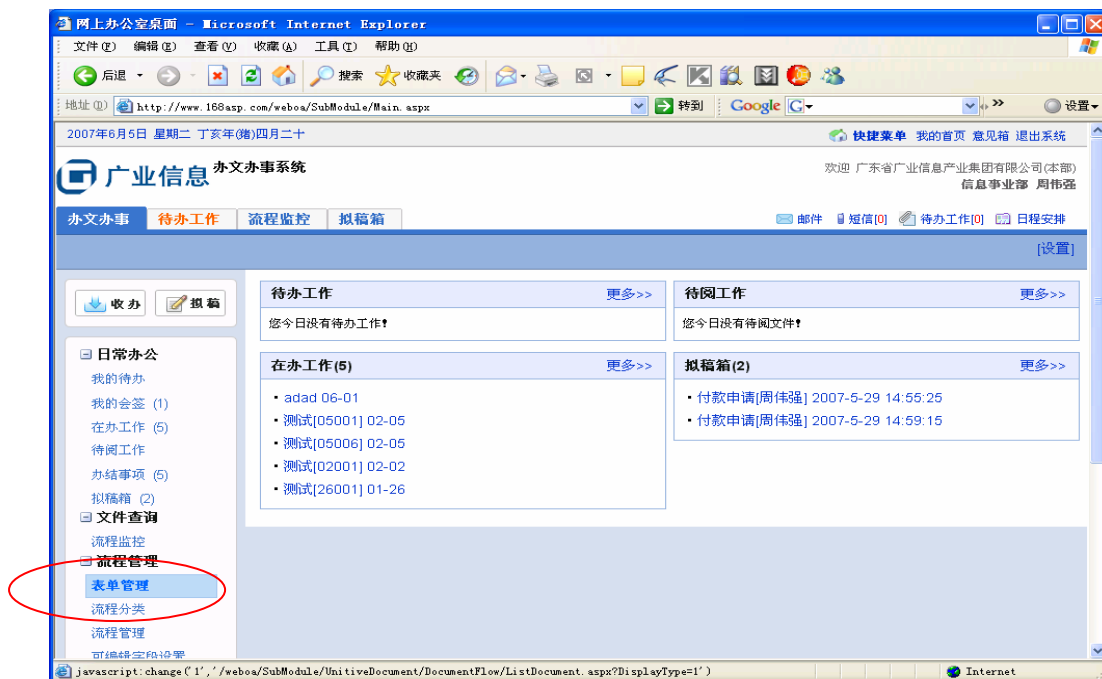 网上办公室桌面 - Microsoft Internet Explorer
文件(F) 编辑(E) 查看(V) 收藏(A) 工具(T) 帮助(H)
后退 搜索 收藏夹
地址(D) http://www.168asp.com/weboa/SubModule/Main.aspx 转到 Google G 设置
2007年6月5日 星期二 丁亥年(猪)四月二十 快捷菜单 我的首页 意见箱 退出系统
广业信息 办文办事系统 欢迎 广东省广业信息产业集团有限公司(本部)
信息事业部 周伟强
办文办事 待办工作 流程监控 拟稿箱 邮件 短信[0] 待办工作[0] 日程安排
[设置]
收办 拟稿
待办工作 更多>>
您今日没有待办工作!
待阅工作 更多>>
您今日没有待阅文件!
日常办公
我的待办
我的会签 (1)
在办工作 (5)
待阅工作
办结事项 (5)
拟稿箱 (2)
文件查询
流程监控
流程管理
表单管理
流程分类
流程管理
可编辑字段设置
在办工作(5) 更多>>
adad 06-01
测试[05001] 02-05
测试[05006] 02-05
测试[02001] 02-02
测试[26001] 01-26
拟稿箱(2) 更多>>
付款申请[周伟强] 2007-5-29 14:55:25
付款申请[周伟强] 2007-5-29 14:59:15
javascript:change('1','/weboa/SubModule/UnitiveDocument/DocumentFlow/ListDocument.aspx?DisplayType=1') Internet